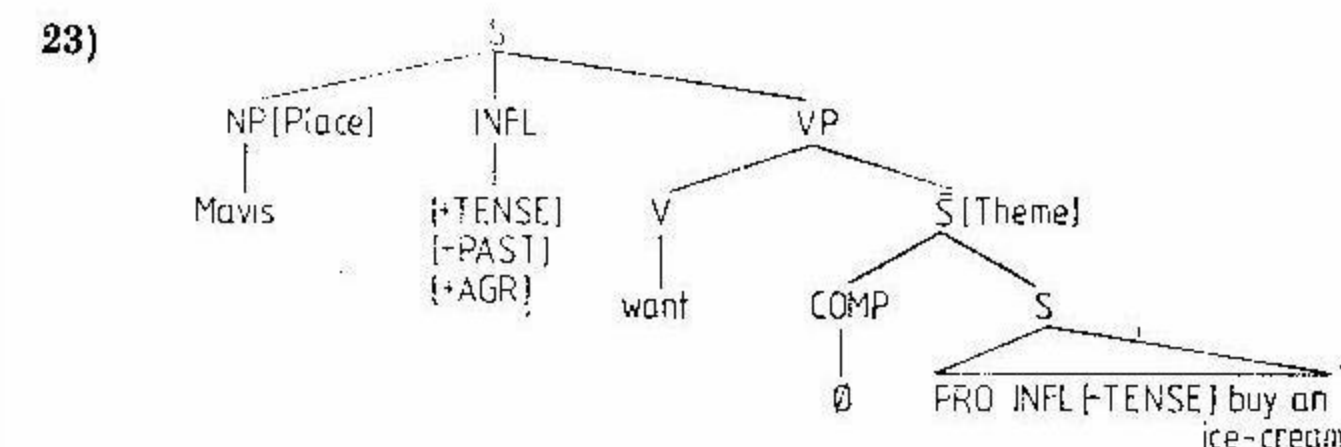 23)
S
NP[Place] INFL VP
Mavis [+TENSE] V S̄[Theme]
[-PAST]
[+AGR]
want COMP S
Ø PRO INFL[-TENSE] buy an
ice-cream